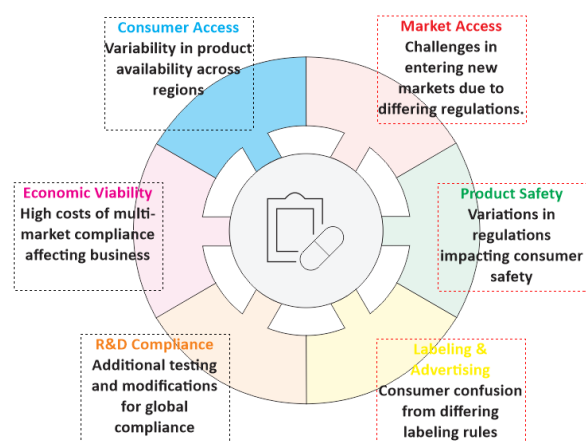 Consumer Access
Variability in product
availability across
regions
Market Access
Challenges in
entering new
markets due to
differing regulations.
Economic Viability
High costs of multi-
market compliance
affecting business
Product Safety
Variations in
regulations
impacting consumer
safety
R&D Compliance
Additional testing
and modifications
for global
compliance
Labeling &
Advertising
Consumer confusion
from differing
labeling rules